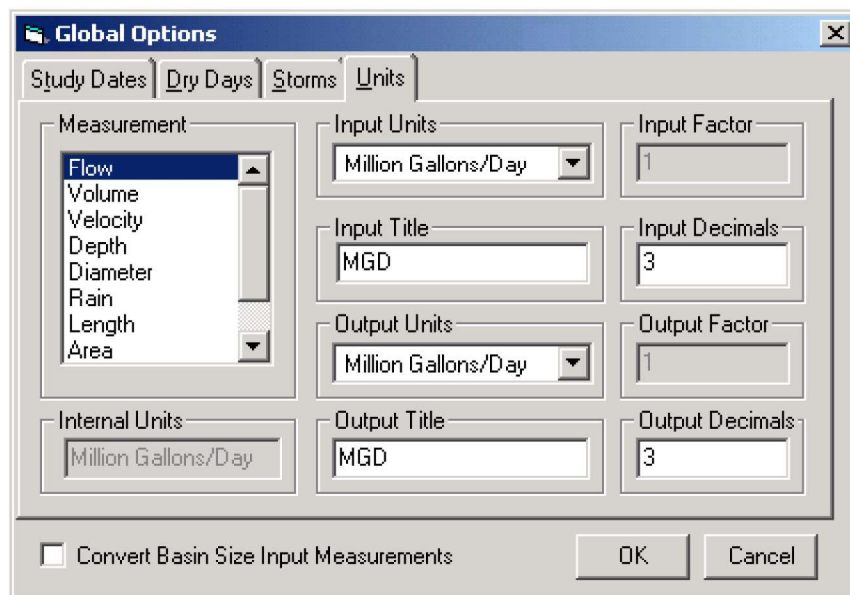 Global Options
Study Dates
Dry Days
Storms
Units
Measurement
Flow
Volume
Velocity
Depth
Diameter
Rain
Length
Area
Internal Units
Million Gallons/Day
Input Units
Million Gallons/Day
Input Factor
1
Input Title
MGD
Input Decimals
3
Output Units
Million Gallons/Day
Output Factor
1
Output Title
MGD
Output Decimals
3
Convert Basin Size Input Measurements
OK
Cancel